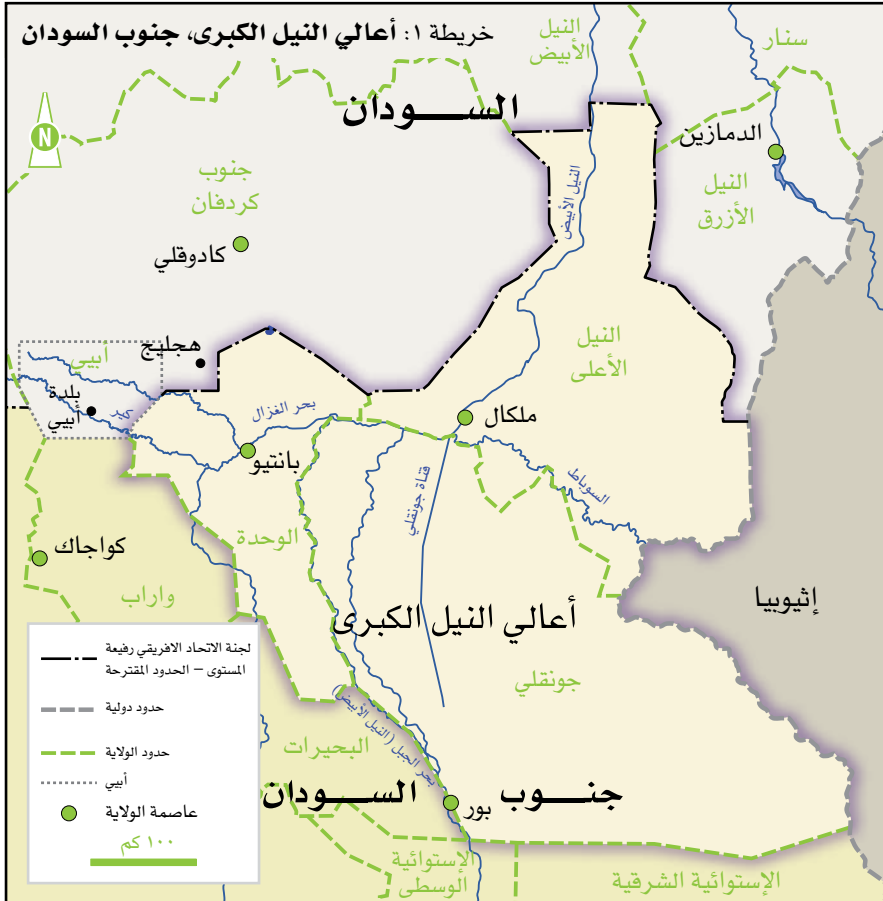 خريطة ١: أعالي النيل الكبرى، جنوب السودان
النيل
الأبيض
سنار
الســـودان
N
الدمازين
النيل
الأزرق
جنوب
كردفان
النيل الأبيض
كادوقلي
النيل
الأعلى
هجليج
أبيي
بلدة
أبيي
كير
بحر الغزال
ملكال
بانتيو
قناة جونقلي
السوباط
الوحدة
كواجاك
واراب
إثيوبيا
أعالي النيل الكبرى
جونقلي
بحر الجبل (النيل الأبيض)
البحيرات
جنـــوب الســـودان
بور
الإستوائية
الوسطى
الإستوائية الشرقية
لجنة الاتحاد الافريقي رفيعة
المستوى – الحدود المقترحة
حدود دولية
حدود الولاية
أبيي
عاصمة الولاية
١٠٠ كم